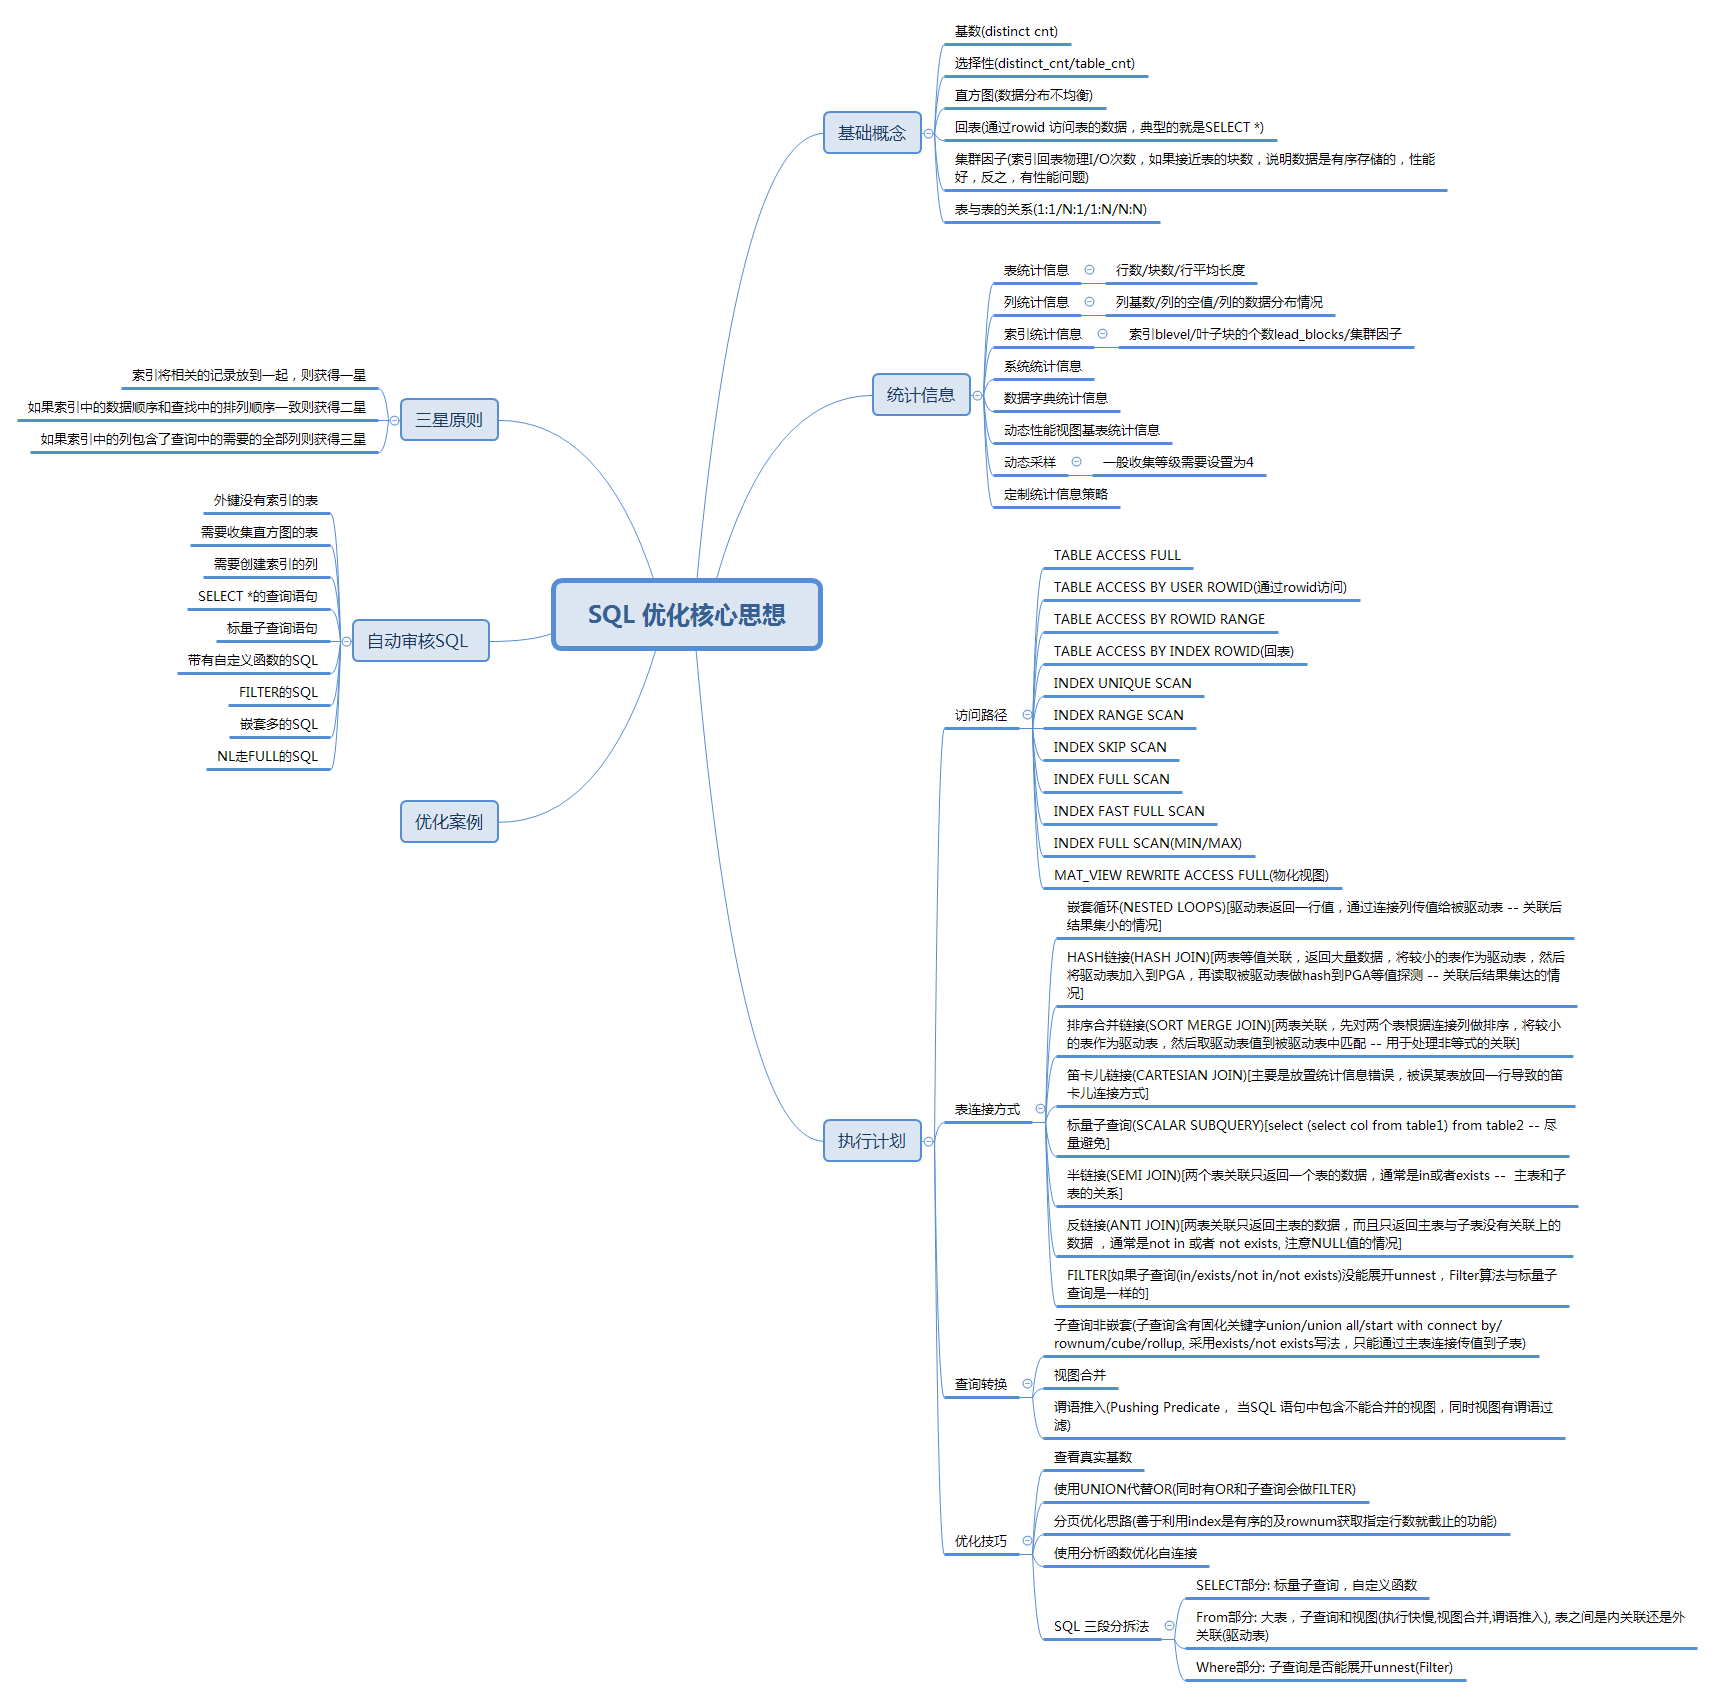 SQL 优化核心思想
基础概念
基数(distinct cnt)
选择性(distinct_cnt/table_cnt)
直方图(数据分布不均衡)
回表(通过rowid 访问表的数据，典型的就是SELECT *)
集群因子(索引回表物理I/O次数，如果接近表的块数，说明数据是有序存储的，性能
好，反之，有性能问题)
表与表的关系(1:1/N:1/1:N/N:N)
统计信息
表统计信息
行数/块数/行平均长度
列统计信息
列基数/列的空值/列的数据分布情况
索引统计信息
索引blevel/叶子块的个数lead_blocks/集群因子
系统统计信息
数据字典统计信息
动态性能视图基表统计信息
动态采样
一般收集等级需要设置为4
定制统计信息策略
执行计划
访问路径
TABLE ACCESS FULL
TABLE ACCESS BY USER ROWID(通过rowid访问)
TABLE ACCESS BY ROWID RANGE
TABLE ACCESS BY INDEX ROWID(回表)
INDEX UNIQUE SCAN
INDEX RANGE SCAN
INDEX SKIP SCAN
INDEX FULL SCAN
INDEX FAST FULL SCAN
INDEX FULL SCAN(MIN/MAX)
MAT_VIEW REWRITE ACCESS FULL(物化视图)
表连接方式
嵌套循环(NESTED LOOPS)[驱动表返回一行值，通过连接列传值给被驱动表 -- 关联后
结果集小的情况]
HASH链接(HASH JOIN)[两表等值关联，返回大量数据，将较小的表作为驱动表，然后
将驱动表加入到PGA，再读取被驱动表做hash到PGA等值探测 -- 关联后结果集达的情
况]
排序合并链接(SORT MERGE JOIN)[两表关联，先对两个表根据连接列做排序，将较小
的表作为驱动表，然后取驱动表值到被驱动表中匹配 -- 用于处理非等式的关联]
笛卡儿链接(CARTESIAN JOIN)[主要是放置统计信息错误，被误某表放回一行导致的笛
卡儿连接方式]
标量子查询(SCALAR SUBQUERY)[select (select col from table1) from table2 -- 尽
量避免]
半链接(SEMI JOIN)[两个表关联只返回一个表的数据，通常是in或者exists --  主表和子
表的关系]
反链接(ANTI JOIN)[两表关联只返回主表的数据，而且只返回主表与子表没有关联上的
数据 ，通常是not in 或者 not exists, 注意NULL值的情况]
FILTER[如果子查询(in/exists/not in/not exists)没能展开unnest，Filter算法与标量子
查询是一样的]
查询转换
子查询非嵌套(子查询含有固化关键字union/union all/start with connect by/
rownum/cube/rollup, 采用exists/not exists写法，只能通过主表连接传值到子表)
视图合并
谓语推入(Pushing Predicate， 当SQL 语句中包含不能合并的视图，同时视图有谓语过
滤)
优化技巧
查看真实基数
使用UNION代替OR(同时有OR和子查询会做FILTER)
分页优化思路(善于利用index是有序的及rownum获取指定行数就截止的功能)
使用分析函数优化自连接
SQL 三段分拆法
SELECT部分: 标量子查询，自定义函数
From部分: 大表，子查询和视图(执行快慢,视图合并,谓语推入), 表之间是内关联还是外
关联(驱动表)
Where部分: 子查询是否能展开unnest(Filter)
三星原则
索引将相关的记录放到一起，则获得一星
如果索引中的数据顺序和查找中的排列顺序一致则获得二星
如果索引中的列包含了查询中的需要的全部列则获得三星
自动审核SQL
外键没有索引的表
需要收集直方图的表
需要创建索引的列
SELECT *的查询语句
标量子查询语句
带有自定义函数的SQL
FILTER的SQL
嵌套多的SQL
NL走FULL的SQL
优化案例